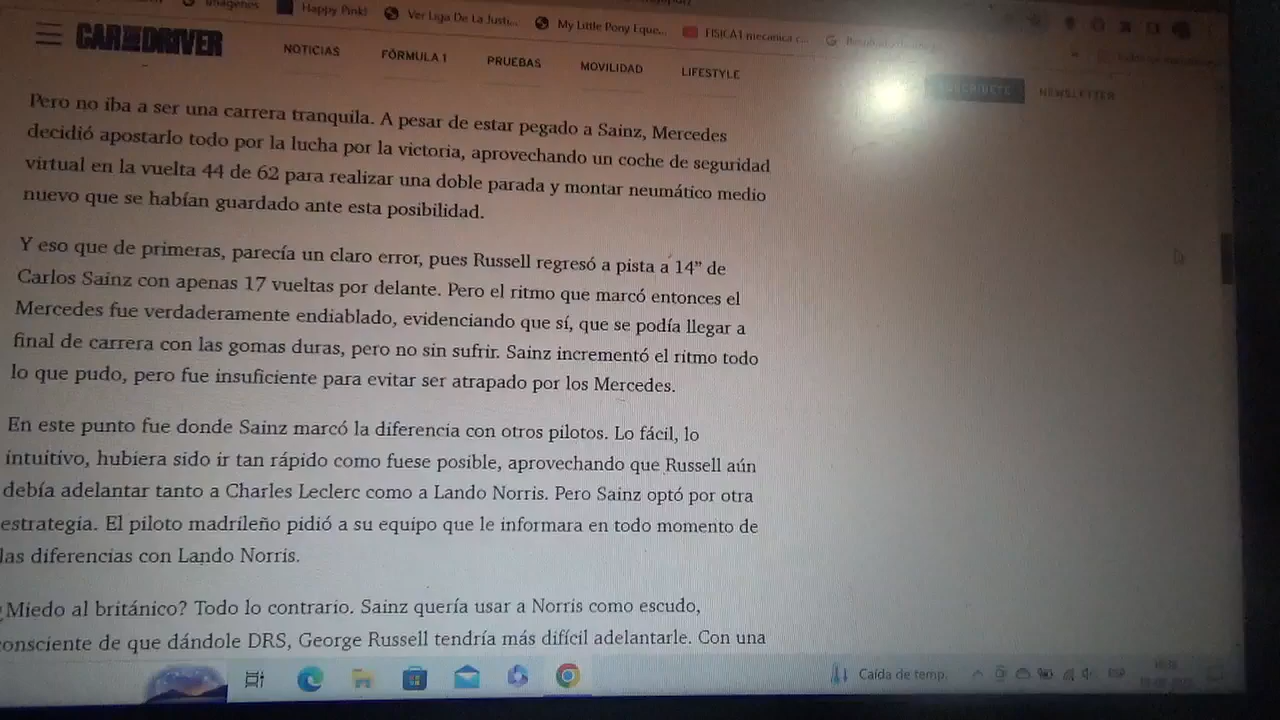 Imágenes
Happy Pink!
Ver Liga De La Justi...
My Little Pony Eque...
FISICA1 mecanica c...
CAR AND DRIVER
NOTICIAS
FÓRMULA 1
PRUEBAS
MOVILIDAD
LIFESTYLE
SUSCRÍBETE
NEWSLETTER
Pero no iba a ser una carrera tranquila. A pesar de estar pegado a Sainz, Mercedes
decidió apostarlo todo por la lucha por la victoria, aprovechando un coche de seguridad
virtual en la vuelta 44 de 62 para realizar una doble parada y montar neumático medio
nuevo que se habían guardado ante esta posibilidad.
Y eso que de primeras, parecía un claro error, pues Russell regresó a pista a 14” de
Carlos Sainz con apenas 17 vueltas por delante. Pero el ritmo que marcó entonces el
Mercedes fue verdaderamente endiablado, evidenciando que sí, que se podía llegar a
final de carrera con las gomas duras, pero no sin sufrir. Sainz incrementó el ritmo todo
lo que pudo, pero fue insuficiente para evitar ser atrapado por los Mercedes.
En este punto fue donde Sainz marcó la diferencia con otros pilotos. Lo fácil, lo
intuitivo, hubiera sido ir tan rápido como fuese posible, aprovechando que Russell aún
debía adelantar tanto a Charles Leclerc como a Lando Norris. Pero Sainz optó por otra
estrategia. El piloto madrileño pidió a su equipo que le informara en todo momento de
las diferencias con Lando Norris.
¿Miedo al británico? Todo lo contrario. Sainz quería usar a Norris como escudo,
consciente de que dándole DRS, George Russell tendría más difícil adelantarle. Con una
Caída de temp.